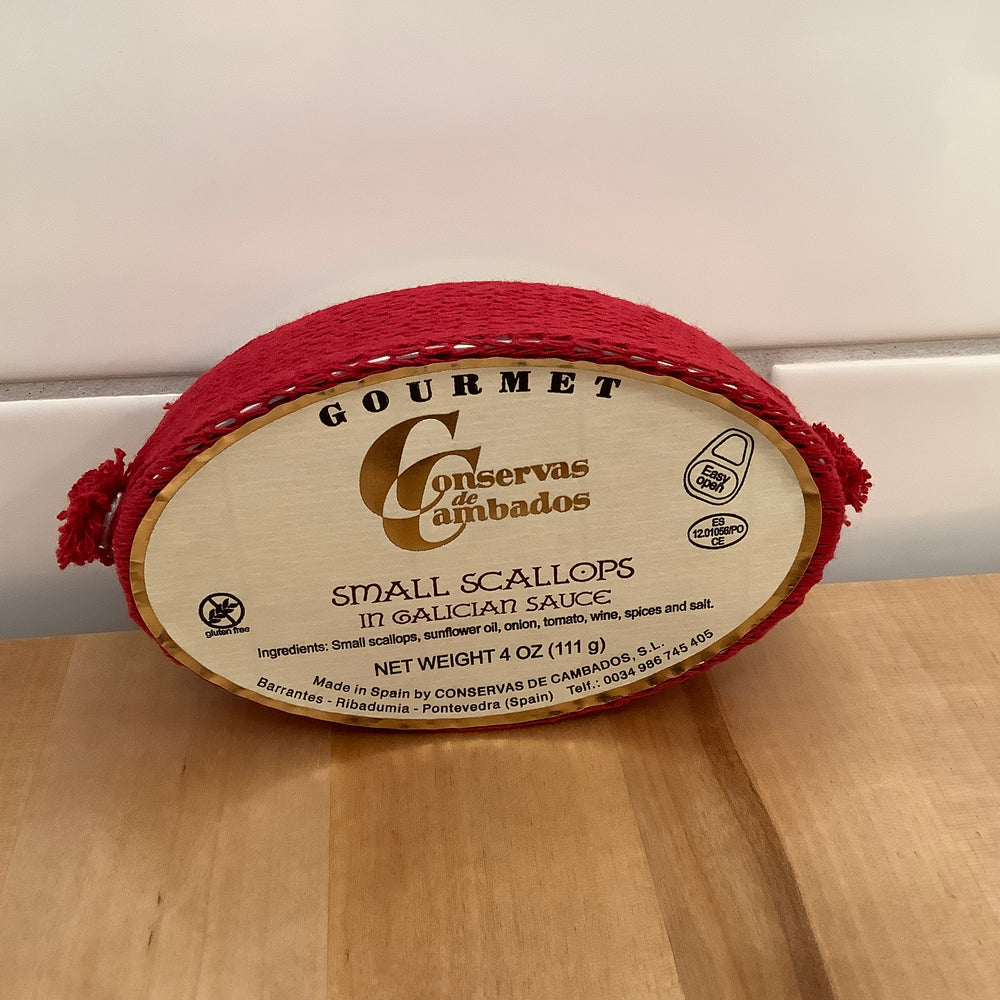 GOURMET
Conservas
de
Cambados
Easy
open
ES
12.01056/PO
CE
SMALL SCALLOPS
IN GALICIAN SAUCE
gluten free
Ingredients: Small scallops, sunflower oil, onion, tomato, wine, spices and salt.
NET WEIGHT 4 OZ (111 g)
Made in Spain by CONSERVAS DE CAMBADOS, S.L.
Barrantes - Ribadumia - Pontevedra (Spain) Telf.: 0034 986 745 405